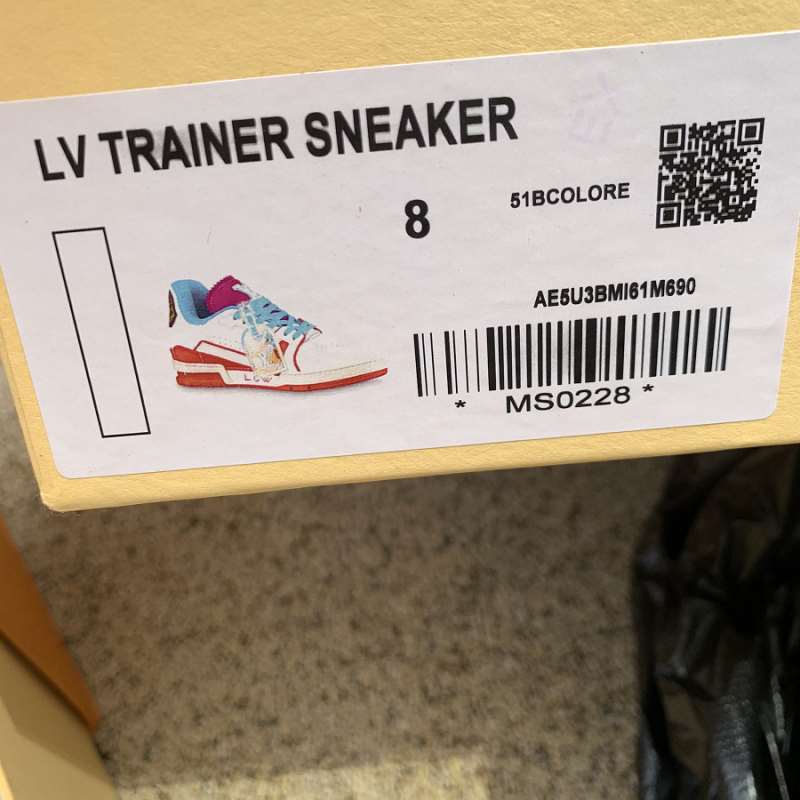 LV TRAINER SNEAKER
8
51BCOLORE
AE5U3BMI61M690
* MS0228 *